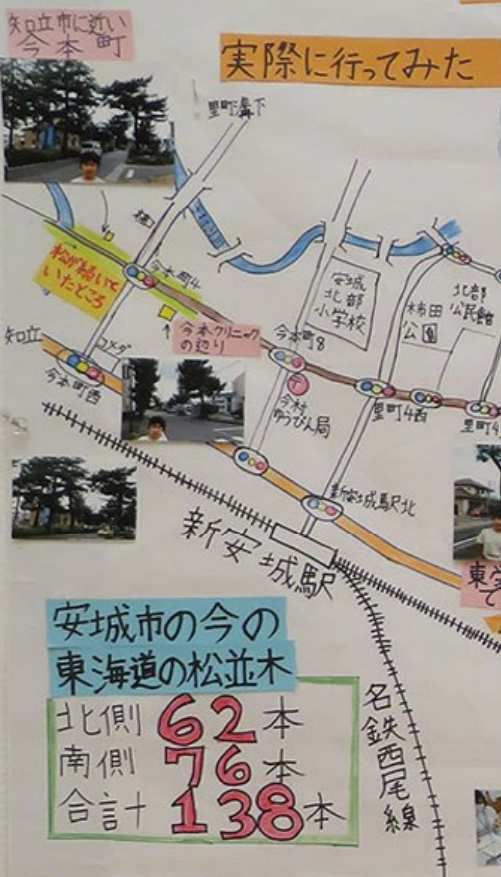 知立市に近い
今本町
実際に行ってみた
橋
松が続いて
いたところ
今本町4
今本クリニック
の辺り
安城
北部
小学校
柿田
公園
北部
公民館
知立
コメダ
今本町西
今本町8
〒
今村
ゆうびん局
里町4西
里町4
新安城馬駅北
新安城駅
安城市の今の
東海道の松並木
北側 62本
南側 76本
合計 138本
名鉄西尾線